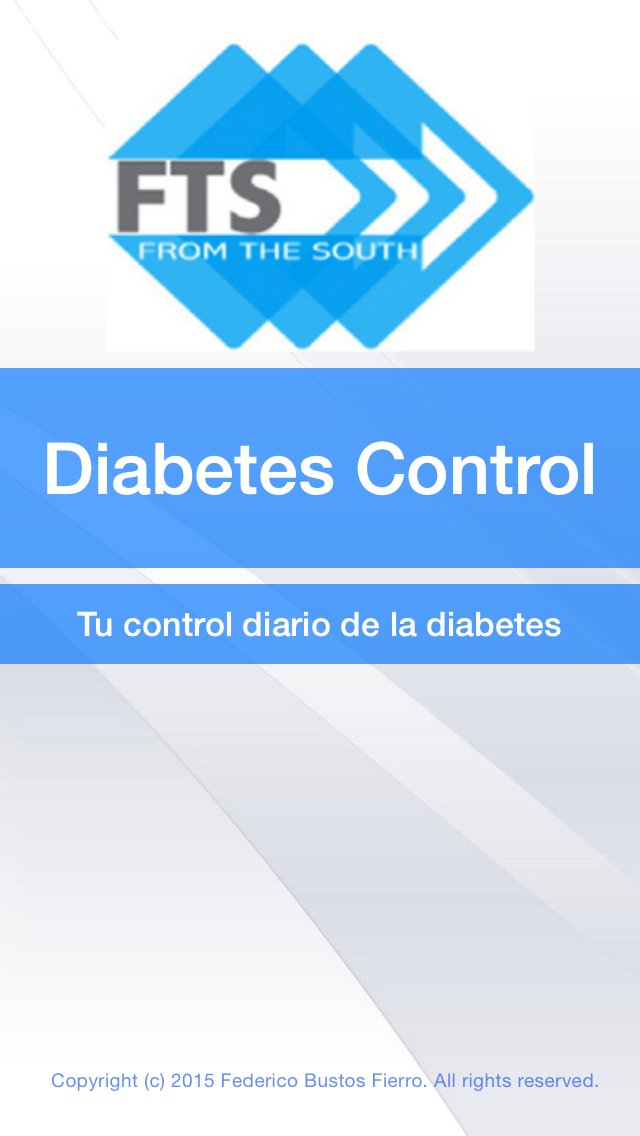 FTS
FROM THE SOUTH
Diabetes Control
Tu control diario de la diabetes
Copyright (c) 2015 Federico Bustos Fierro. All rights reserved.